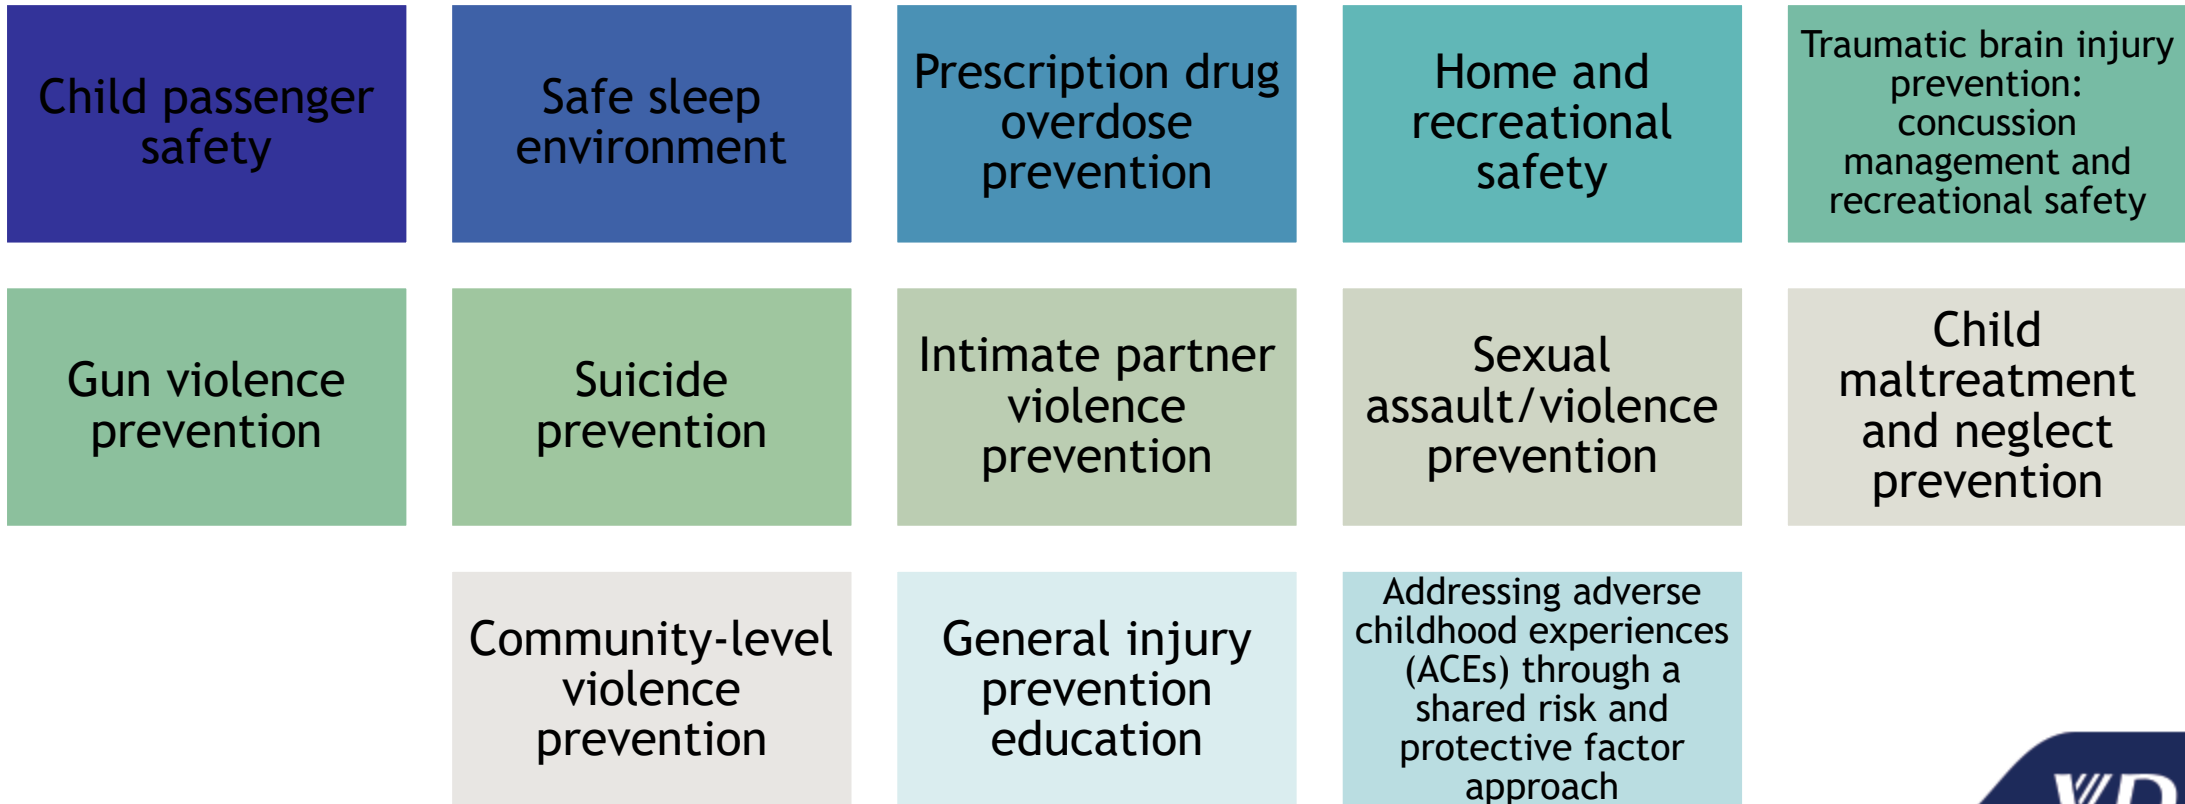 Child passenger
safety
Safe sleep
environment
Prescription drug
overdose
prevention
Home and
recreational
safety
Traumatic brain injury
prevention:
concussion
management and
recreational safety
Gun violence
prevention
Suicide
prevention
Intimate partner
violence
prevention
Sexual
assault/violence
prevention
Child
maltreatment
and neglect
prevention
Community-level
violence
prevention
General injury
prevention
education
Addressing adverse
childhood experiences
(ACEs) through a
shared risk and
protective factor
approach